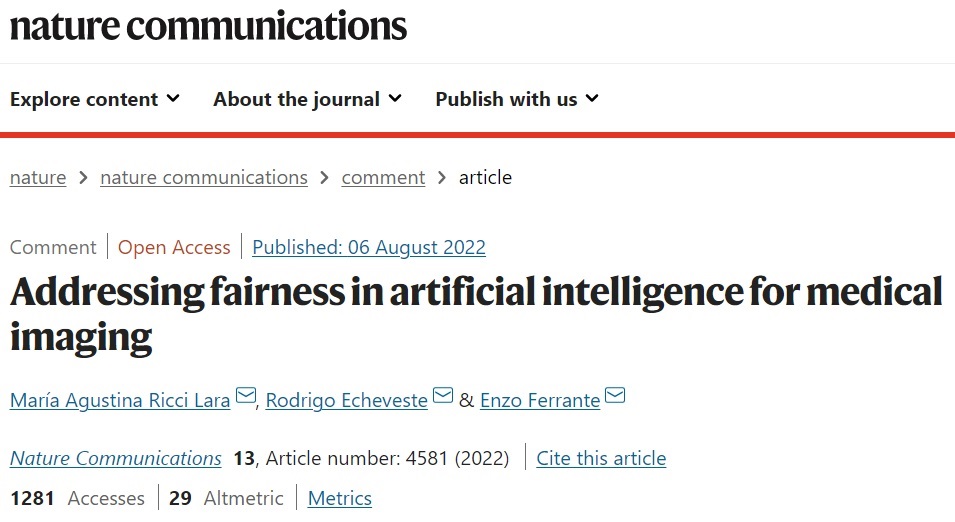 nature communications
Explore content About the journal Publish with us
nature > nature communications > comment > article
Comment | Open Access | Published: 06 August 2022
Addressing fairness in artificial intelligence for medical
imaging
María Agustina Ricci Lara, Rodrigo Echeveste & Enzo Ferrante
Nature Communications 13, Article number: 4581 (2022) | Cite this article
1281 Accesses | 29 Altmetric | Metrics